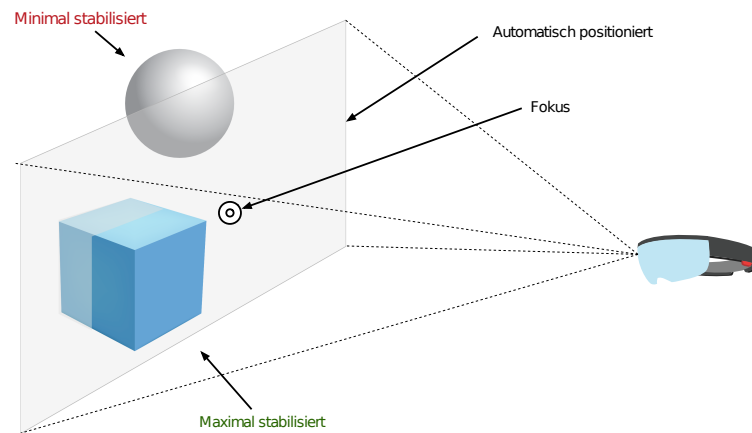 Minimal stabilisiert
Automatisch positioniert
Fokus
Maximal stabilisiert